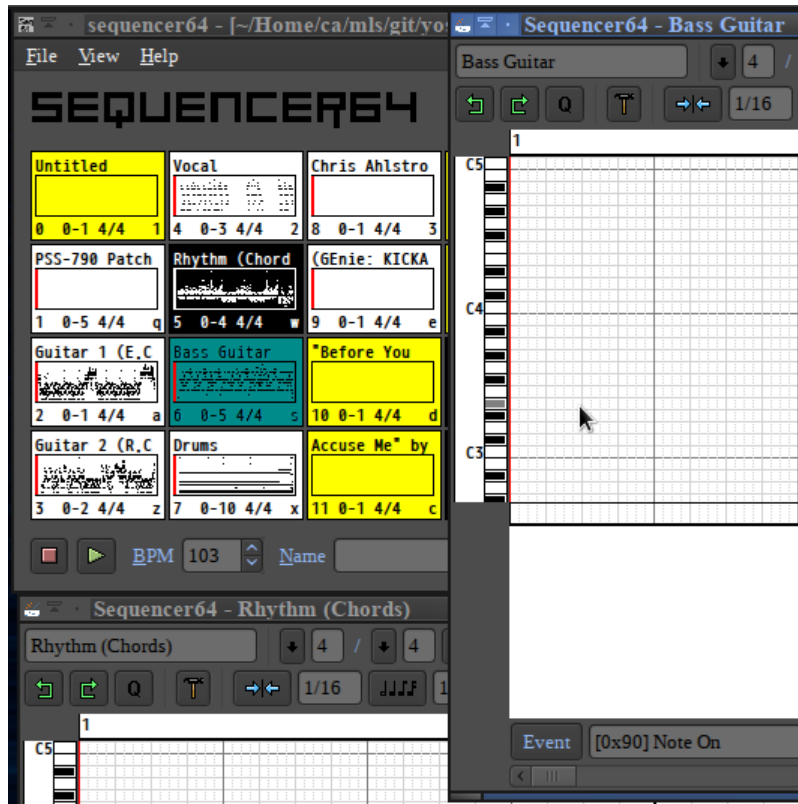 sequencer64 - [~/Home/ca/mls/git/yo
File View Help
SEQUENCER64
Untitled
0 0-1 4/4 1
Vocal
4 0-3 4/4 2
Chris Ahlstro
8 0-1 4/4 3
PSS-790 Patch
1 0-5 4/4 q
Rhythm (Chord
5 0-4 4/4 w
(GEnie: KICKA
9 0-1 4/4 e
Guitar 1 (E.C
2 0-1 4/4 a
Bass Guitar
6 0-5 4/4 s
"Before You
10 0-1 4/4 d
Guitar 2 (R.C
3 0-2 4/4 z
Drums
7 0-10 4/4 x
Accuse Me" by
11 0-1 4/4 c
BPM 103 Name
Sequencer64 - Rhythm (Chords)
Rhythm (Chords) 4 / 4
Q 1/16 1
1
C5
Sequencer64 - Bass Guitar
Bass Guitar 4 /
Q 1/16
1
C5
C4
C3
Event [0x90] Note On